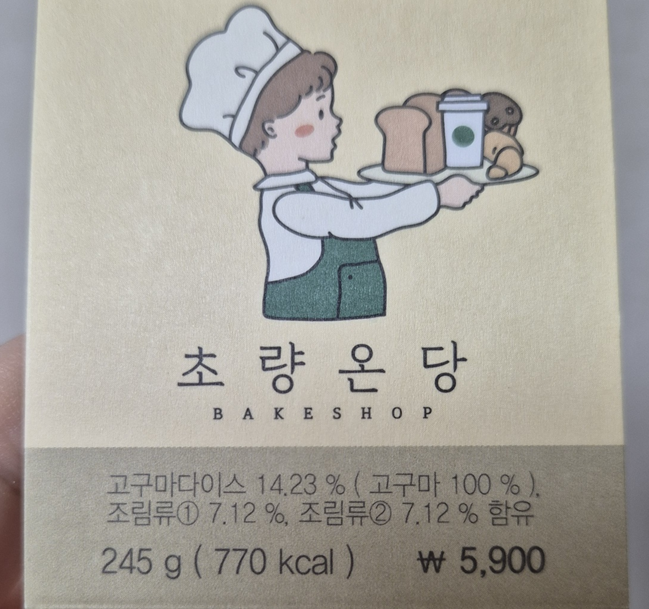 초량온당
BAKESHOP
고구마다이스 14.23 % ( 고구마 100 % ),
조림류① 7.12 %, 조림류② 7.12 % 함유
245 g ( 770 kcal ) ₩ 5,900